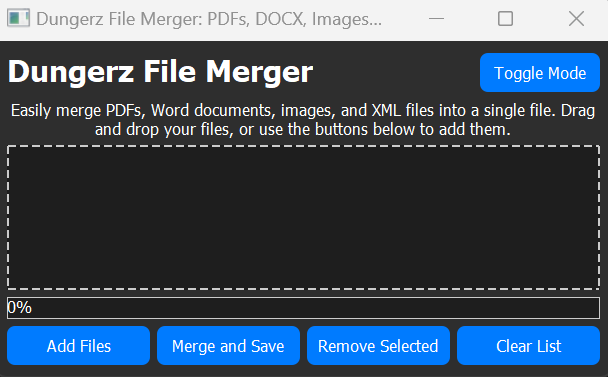 Dungerz File Merger: PDFs, DOCX, Images...
Dungerz File Merger
Toggle Mode
Easily merge PDFs, Word documents, images, and XML files into a single file. Drag
and drop your files, or use the buttons below to add them.
0%
Add Files
Merge and Save
Remove Selected
Clear List